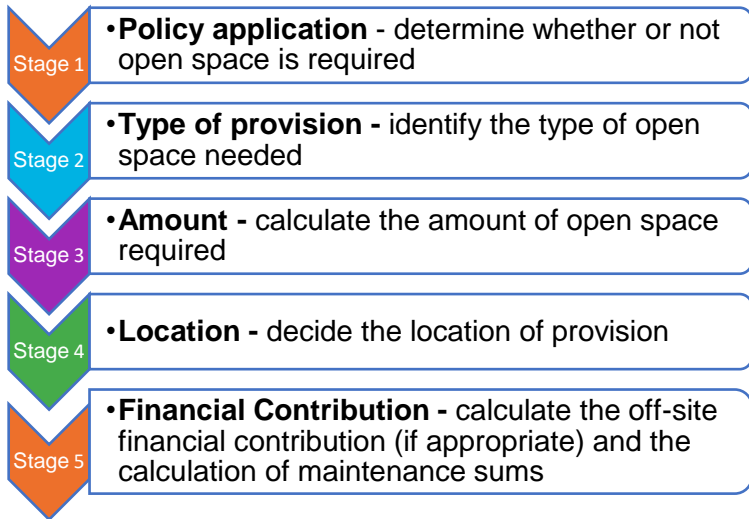 Stage 1
•Policy application - determine whether or not
open space is required
Stage 2
•Type of provision - identify the type of open
space needed
Stage 3
•Amount - calculate the amount of open space
required
Stage 4
•Location - decide the location of provision
Stage 5
•Financial Contribution - calculate the off-site
financial contribution (if appropriate) and the
calculation of maintenance sums